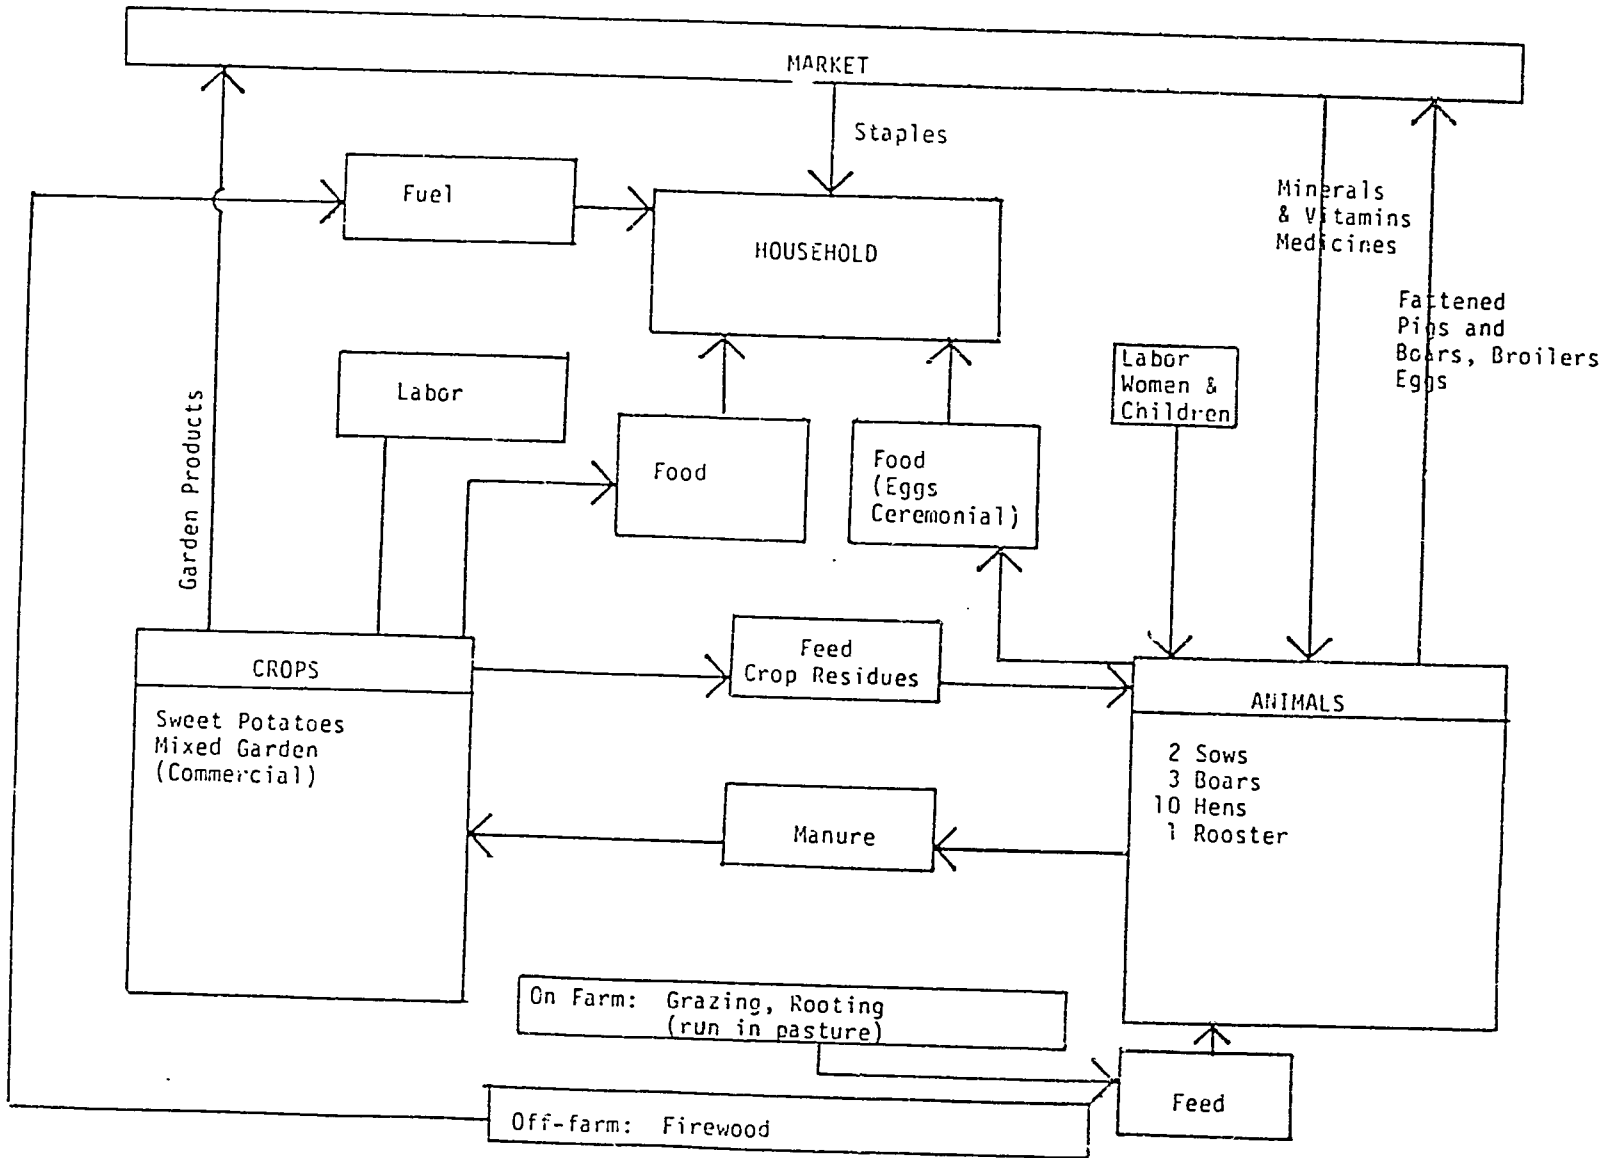 MARKET
Staples
Fuel
HOUSEHOLD
Minerals
& Vitamins
Medicines
Fattened
Pigs and
Boars, Broilers
Eggs
Labor
Labor
Women &
Children
Garden Products
Food
Food
(Eggs
Ceremonial)
Feed
Crop Residues
CROPS
Sweet Potatoes
Mixed Garden
(Commercial)
ANIMALS
2 Sows
3 Boars
10 Hens
1 Rooster
Manure
On Farm: Grazing, Rooting
(run in pasture)
Feed
Off-farm: Firewood